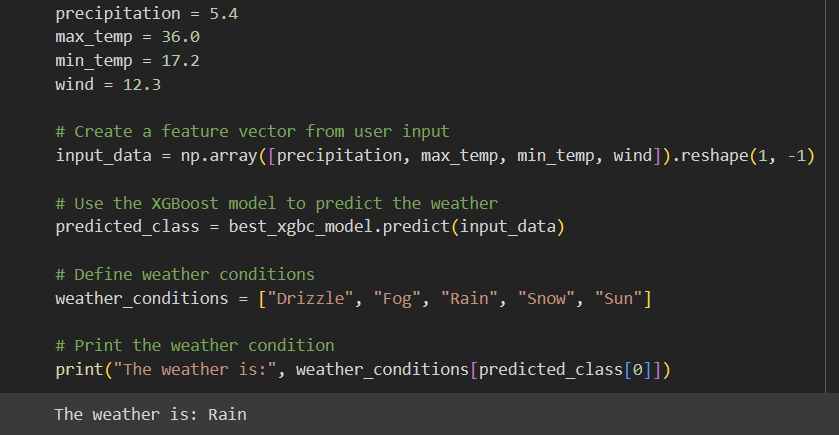 precipitation = 5.4
max_temp = 36.0
min_temp = 17.2
wind = 12.3
# Create a feature vector from user input
input_data = np.array([precipitation, max_temp, min_temp, wind]).reshape(1, -1)
# Use the XGBoost model to predict the weather
predicted_class = best_xgbc_model.predict(input_data)
# Define weather conditions
weather_conditions = ["Drizzle", "Fog", "Rain", "Snow", "Sun"]
# Print the weather condition
print("The weather is:", weather_conditions[predicted_class[0]])
The weather is: Rain